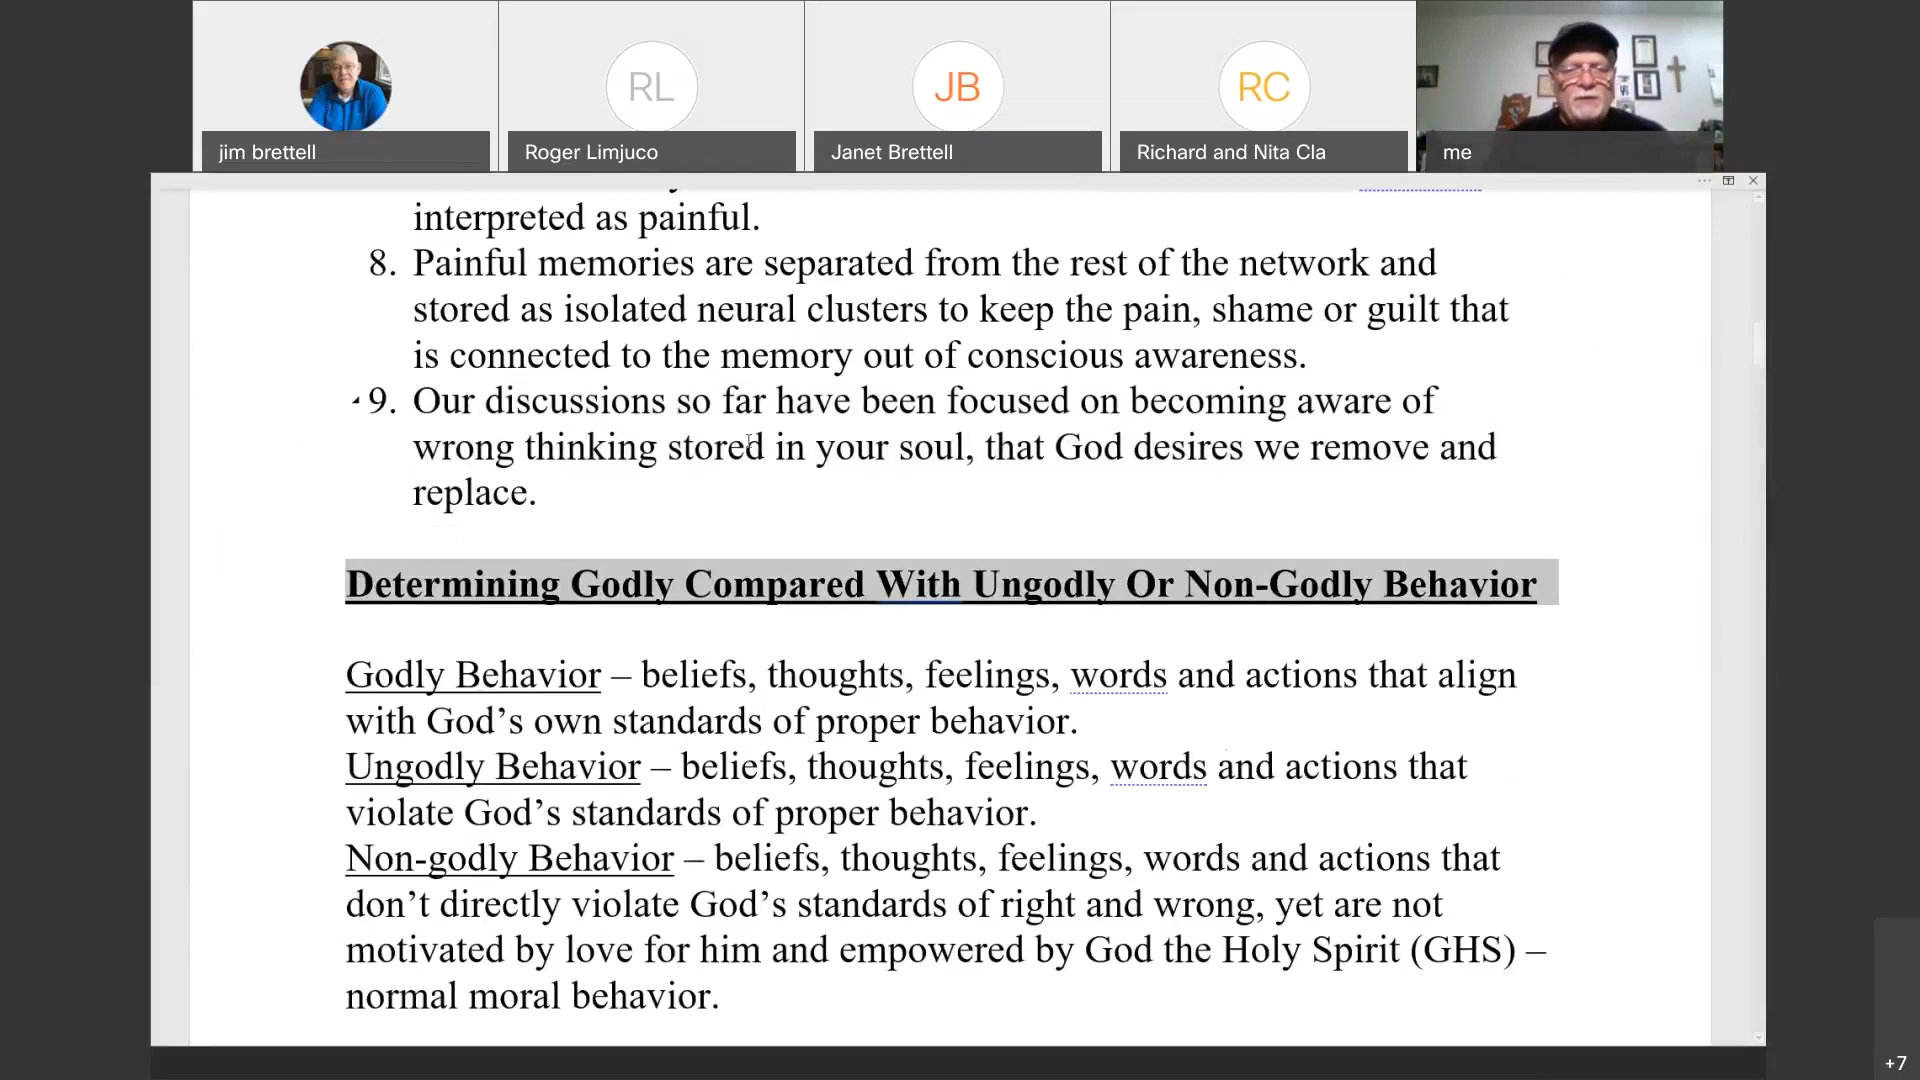 RL
JB
RC
jim brettell
Roger Limjuco
Janet Brettell
Richard and Nita Cla
me
interpreted as painful.
8. Painful memories are separated from the rest of the network and
stored as isolated neural clusters to keep the pain, shame or guilt that
is connected to the memory out of conscious awareness.
9. Our discussions so far have been focused on becoming aware of
wrong thinking stored in your soul, that God desires we remove and
replace.
Determining Godly Compared With Ungodly Or Non-Godly Behavior
Godly Behavior – beliefs, thoughts, feelings, words and actions that align
with God’s own standards of proper behavior.
Ungodly Behavior – beliefs, thoughts, feelings, words and actions that
violate God’s standards of proper behavior.
Non-godly Behavior – beliefs, thoughts, feelings, words and actions that
don’t directly violate God’s standards of right and wrong, yet are not
motivated by love for him and empowered by God the Holy Spirit (GHS) –
normal moral behavior.
+7